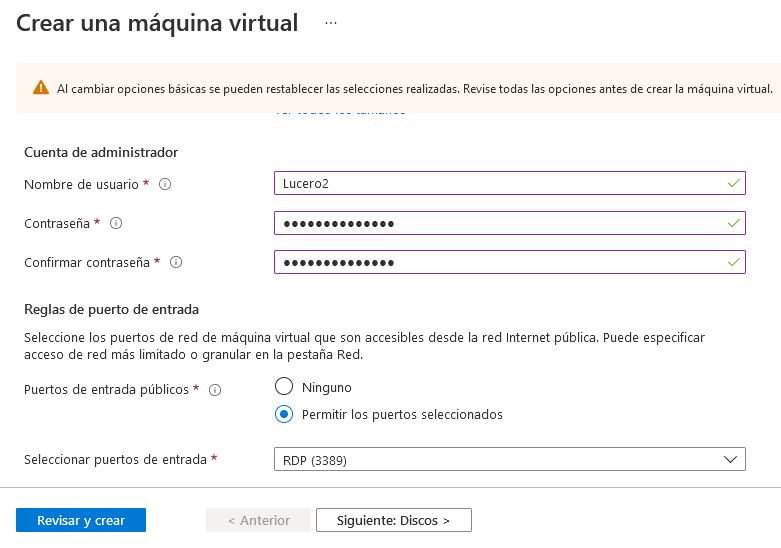 Crear una máquina virtual ...
Al cambiar opciones básicas se pueden restablecer las selecciones realizadas. Revise todas las opciones antes de crear la máquina virtual.
Ver todos los tamaños
Cuenta de administrador
Nombre de usuario *
Lucero2
Contraseña *
●●●●●●●●●●●●●●
Confirmar contraseña *
●●●●●●●●●●●●●●
Reglas de puerto de entrada
Seleccione los puertos de red de máquina virtual que son accesibles desde la red Internet pública. Puede especificar
acceso de red más limitado o granular en la pestaña Red.
Puertos de entrada públicos *
Ninguno
Permitir los puertos seleccionados
Seleccionar puertos de entrada *
RDP (3389)
Revisar y crear
< Anterior
Siguiente: Discos >